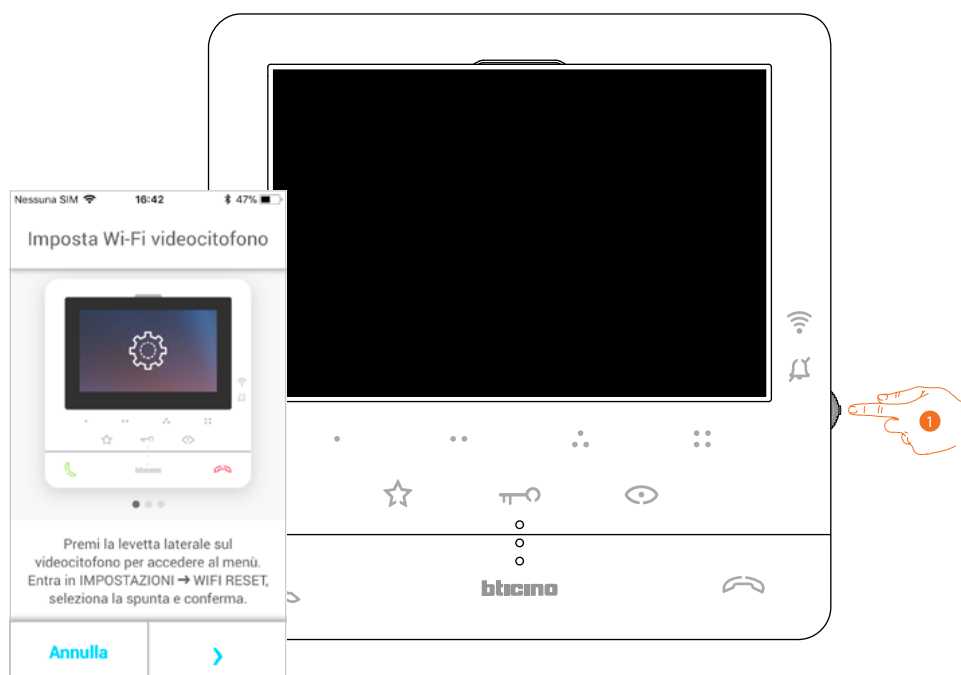 Nessuna SIM 16:42 47%
Imposta Wi-Fi videocitofono
bticino
Premi la levetta laterale sul
videocitofono per accedere al menù.
Entra in IMPOSTAZIONI → WIFI RESET,
seleziona la spunta e conferma.
Annulla
1
bticino